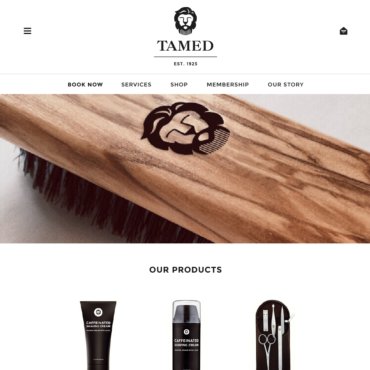 TAMED
EST. 1925
BOOK NOW SERVICES SHOP MEMBERSHIP OUR STORY
OUR PRODUCTS
CAFFEINATED
SHAVING CREAM
CAFFEINATED
SHAVING CREAM